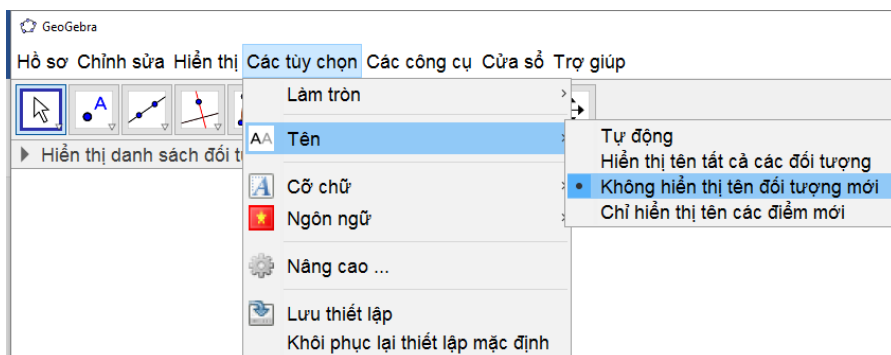 GeoGebra
Hồ sơ Chỉnh sửa Hiển thị Các tùy chọn Các công cụ Cửa sổ Trợ giúp
A
Làm tròn
AA Tên
Tự động
Hiển thị danh sách đối
Hiển thị tên tất cả các đối tượng
A Cỡ chữ
Không hiển thị tên đối tượng mới
Ngôn ngữ
Chỉ hiển thị tên các điểm mới
Nâng cao ...
Lưu thiết lập
Khôi phục lại thiết lập mặc định